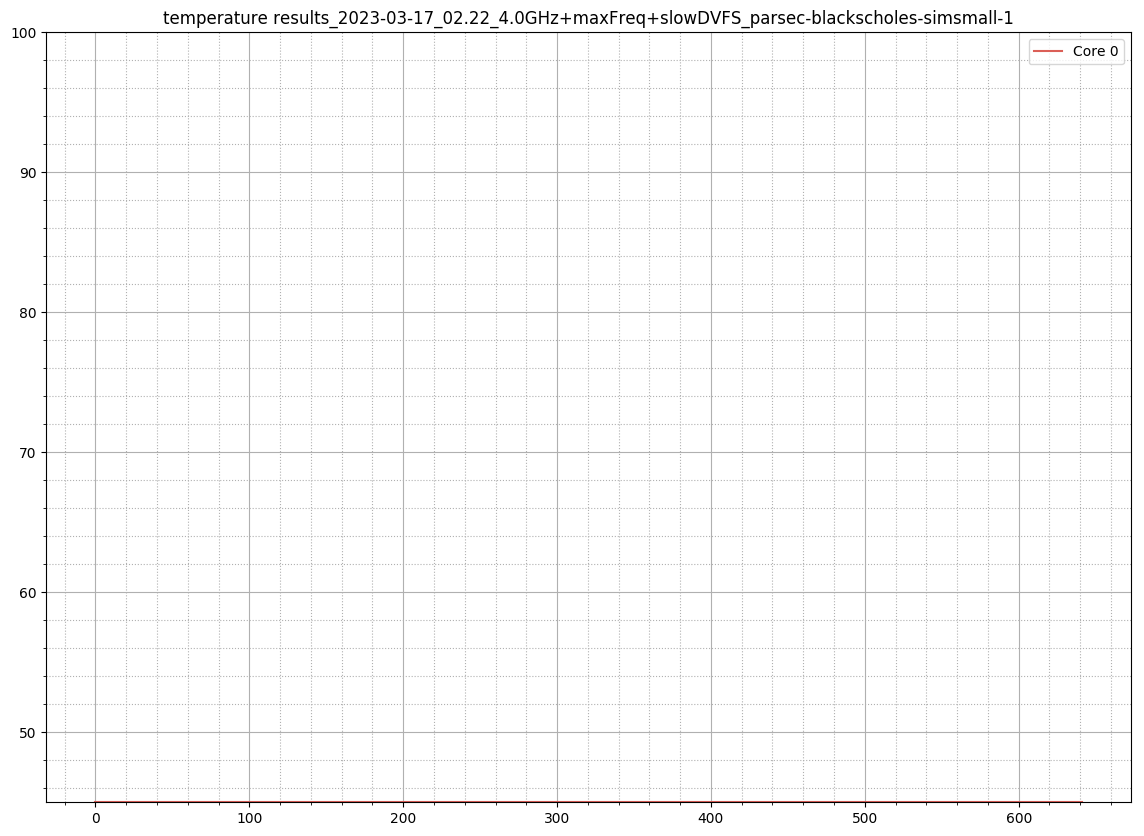 temperature results_2023-03-17_02.22_4.0GHz+maxFreq+slowDVFS_parsec-blackscholes-simsmall-1
Core 0
100
90
80
70
60
50
0 100 200 300 400 500 600